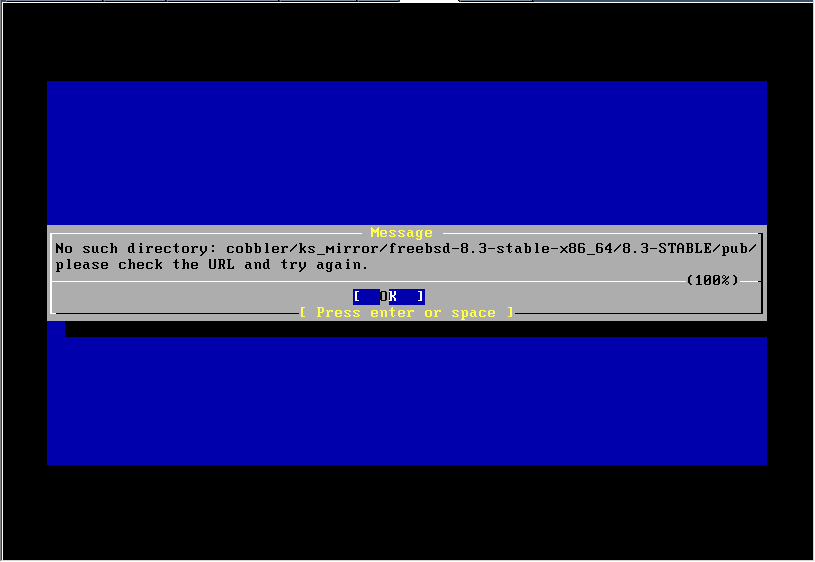 Message
No such directory: cobbler/ks_mirror/freebsd-8.3-stable-x86_64/8.3-STABLE/pub/
please check the URL and try again.
(100%)
[ OK ]
[ Press enter or space ]